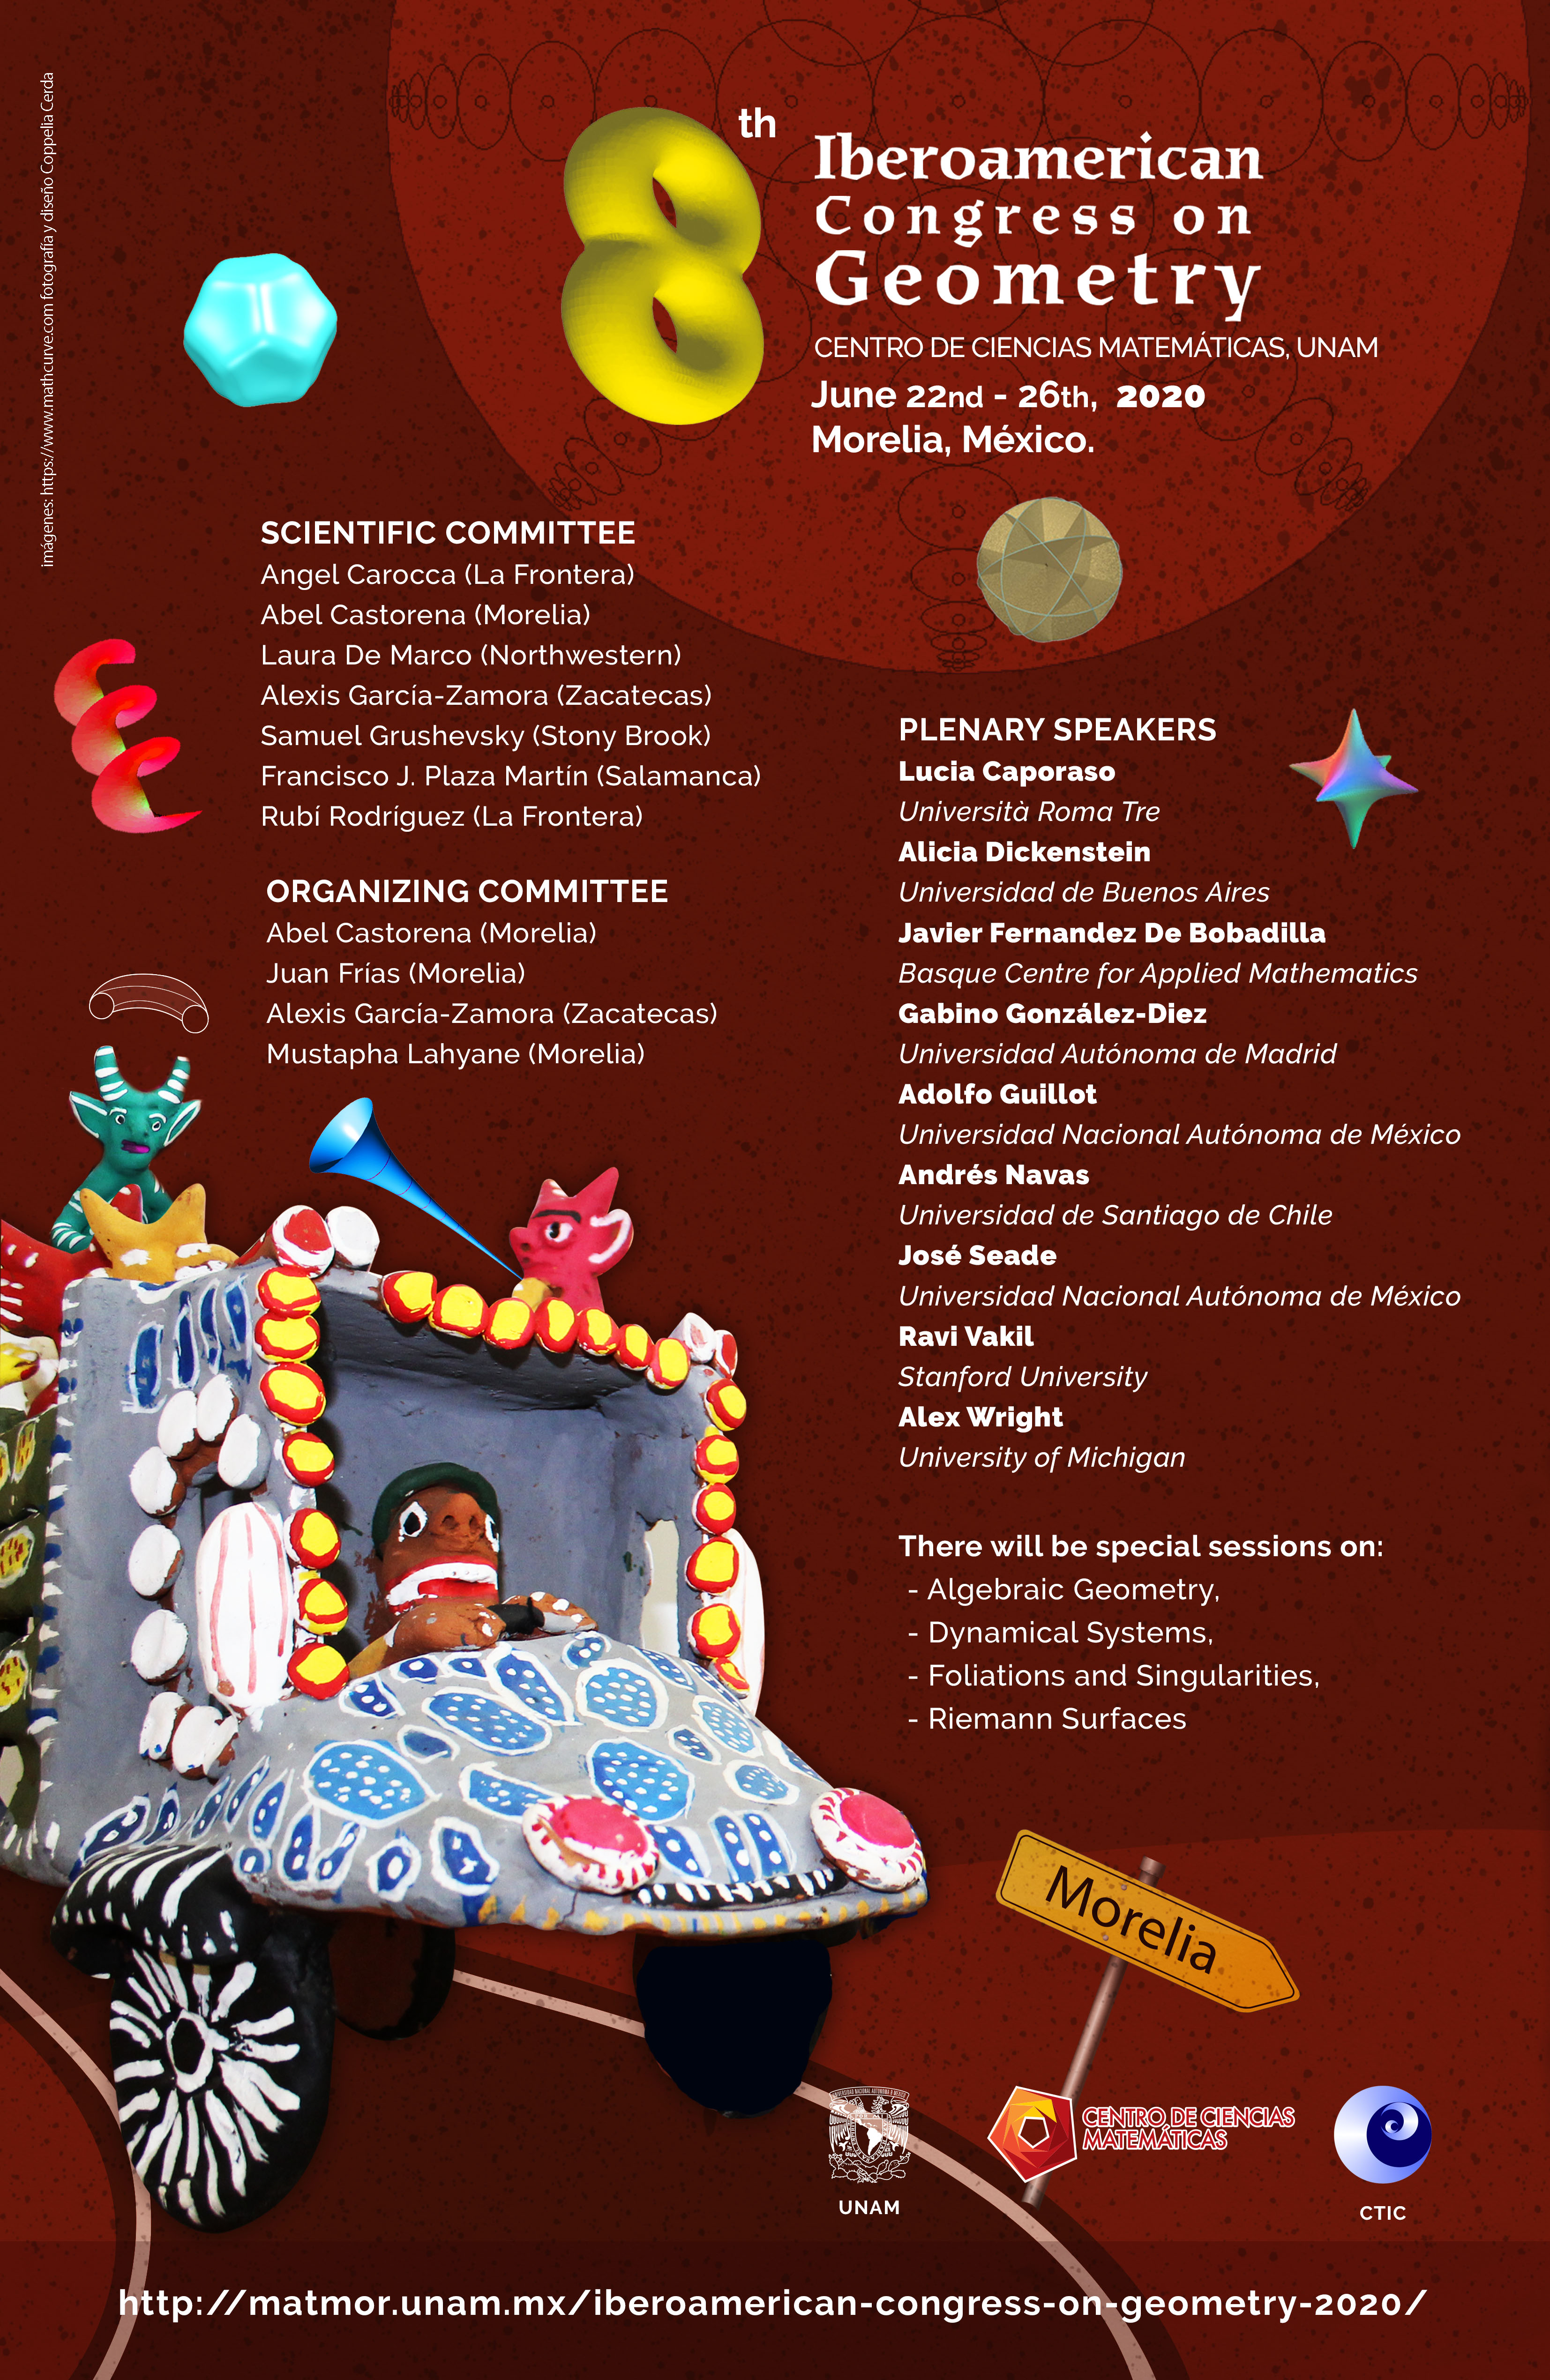 imágenes: https://www.mathcurve.com fotografía y diseño Coppelia Cerda
8th
Iberoamerican
Congress on
Geometry
CENTRO DE CIENCIAS MATEMÁTICAS, UNAM
June 22nd - 26th, 2020
Morelia, México.
SCIENTIFIC COMMITTEE
Angel Carocca (La Frontera)
Abel Castorena (Morelia)
Laura De Marco (Northwestern)
Alexis García-Zamora (Zacatecas)
Samuel Grushevsky (Stony Brook)
Francisco J. Plaza Martín (Salamanca)
Rubí Rodríguez (La Frontera)
ORGANIZING COMMITTEE
Abel Castorena (Morelia)
Juan Frías (Morelia)
Alexis García-Zamora (Zacatecas)
Mustapha Lahyane (Morelia)
PLENARY SPEAKERS
Lucia Caporaso
Università Roma Tre
Alicia Dickenstein
Universidad de Buenos Aires
Javier Fernandez De Bobadilla
Basque Centre for Applied Mathematics
Gabino González-Diez
Universidad Autónoma de Madrid
Adolfo Guillot
Universidad Nacional Autónoma de México
Andrés Navas
Universidad de Santiago de Chile
José Seade
Universidad Nacional Autónoma de México
Ravi Vakil
Stanford University
Alex Wright
University of Michigan
There will be special sessions on:
- Algebraic Geometry,
- Dynamical Systems,
- Foliations and Singularities,
- Riemann Surfaces
Morelia
UNAM
CENTRO DE CIENCIAS
MATEMÁTICAS
CTIC
http://matmor.unam.mx/iberoamerican-congress-on-geometry-2020/